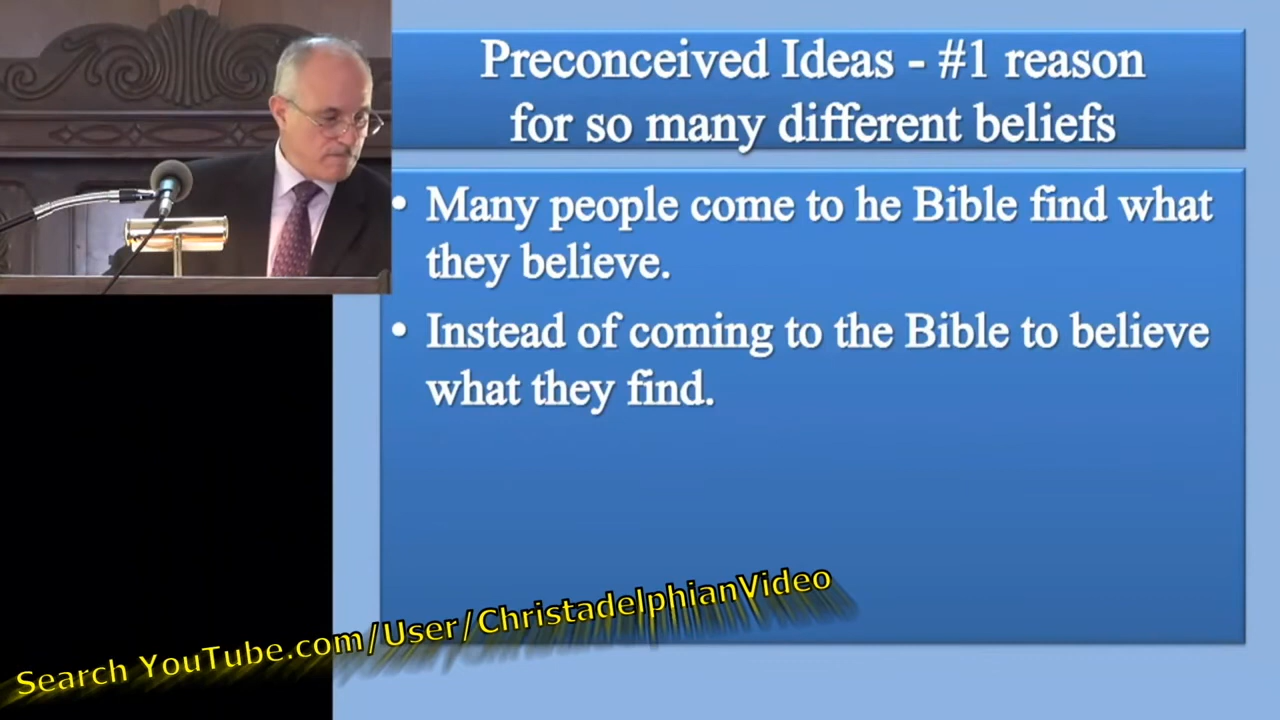 Preconceived Ideas - #1 reason
for so many different beliefs
• Many people come to he Bible find what
they believe.
• Instead of coming to the Bible to believe
what they find.
Search YouTube.com/User/ChristadelphianVideo